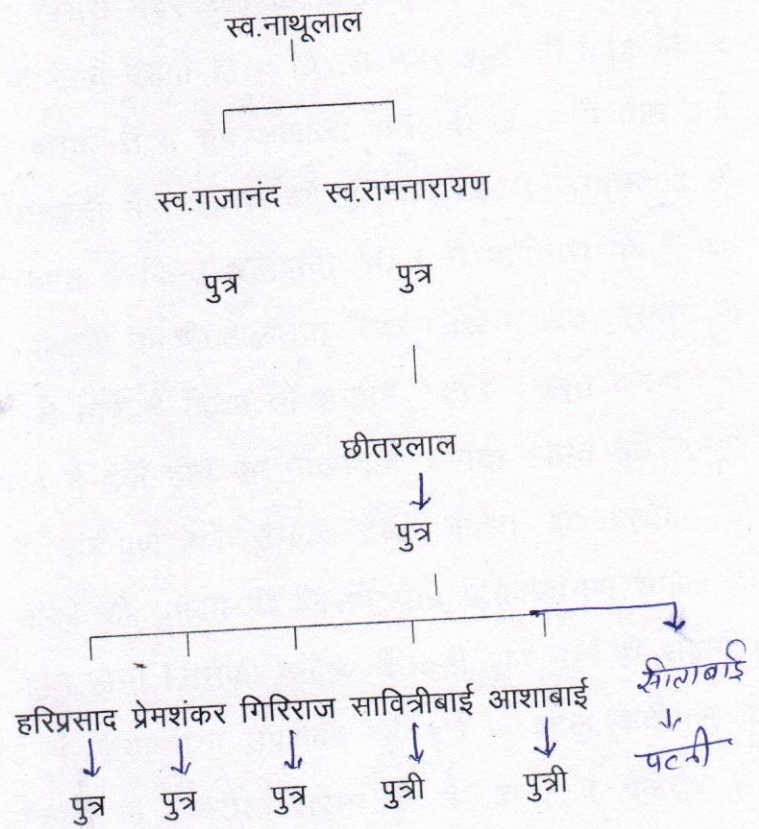 स्व.नाथूलाल
स्व.गजानंद स्व.रामनारायण
पुत्र पुत्र
छीतरलाल
पुत्र
हरिप्रसाद प्रेमशंकर गिरिराज सावित्रीबाई आशाबाई सीताबाई
पुत्र पुत्र पुत्र पुत्री पुत्री पत्नी